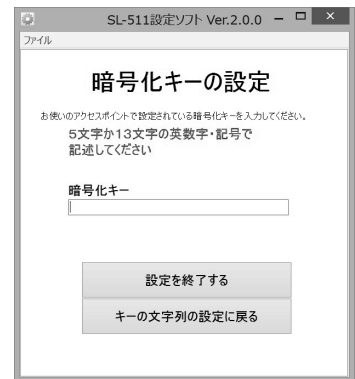 SL-511設定ソフト Ver.2.0.0
ファイル
暗号化キーの設定
お使いのアクセスポイントで設定されている暗号化キーを入力してください。
5文字か13文字の英数字・記号で
記述してください
暗号化キー
設定を終了する
キーの文字列の設定に戻る